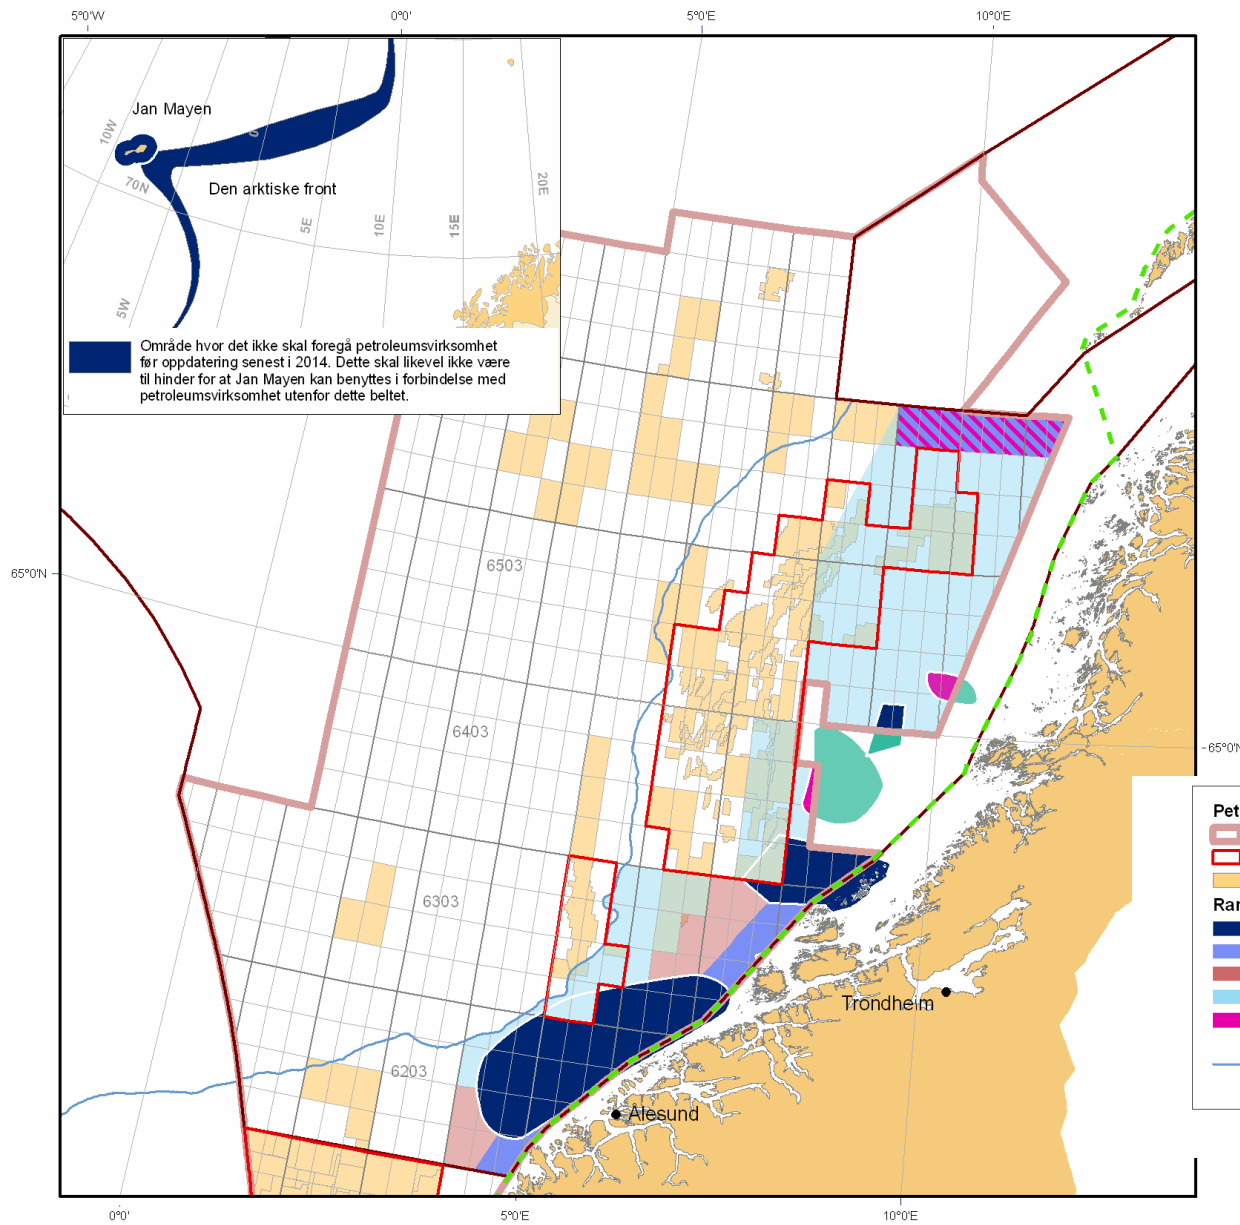 5°0'W
0°0'
5°0'E
10°0'E
Jan Mayen
10W
0
70N
Den arktiske front
5E
10E
15E
20E
5W
Område hvor det ikke skal foregå petroleumsvirksomhet
før oppdatering senest i 2014. Dette skal likevel ikke være
til hinder for at Jan Mayen kan benyttes i forbindelse med
petroleumsvirksomhet utenfor dette beltet.
65°0'N
6503
6403
65°0'N
Pet
6303
Rar
Trondheim
6203
Ålesund
0°0'
5°0'E
10°0'E